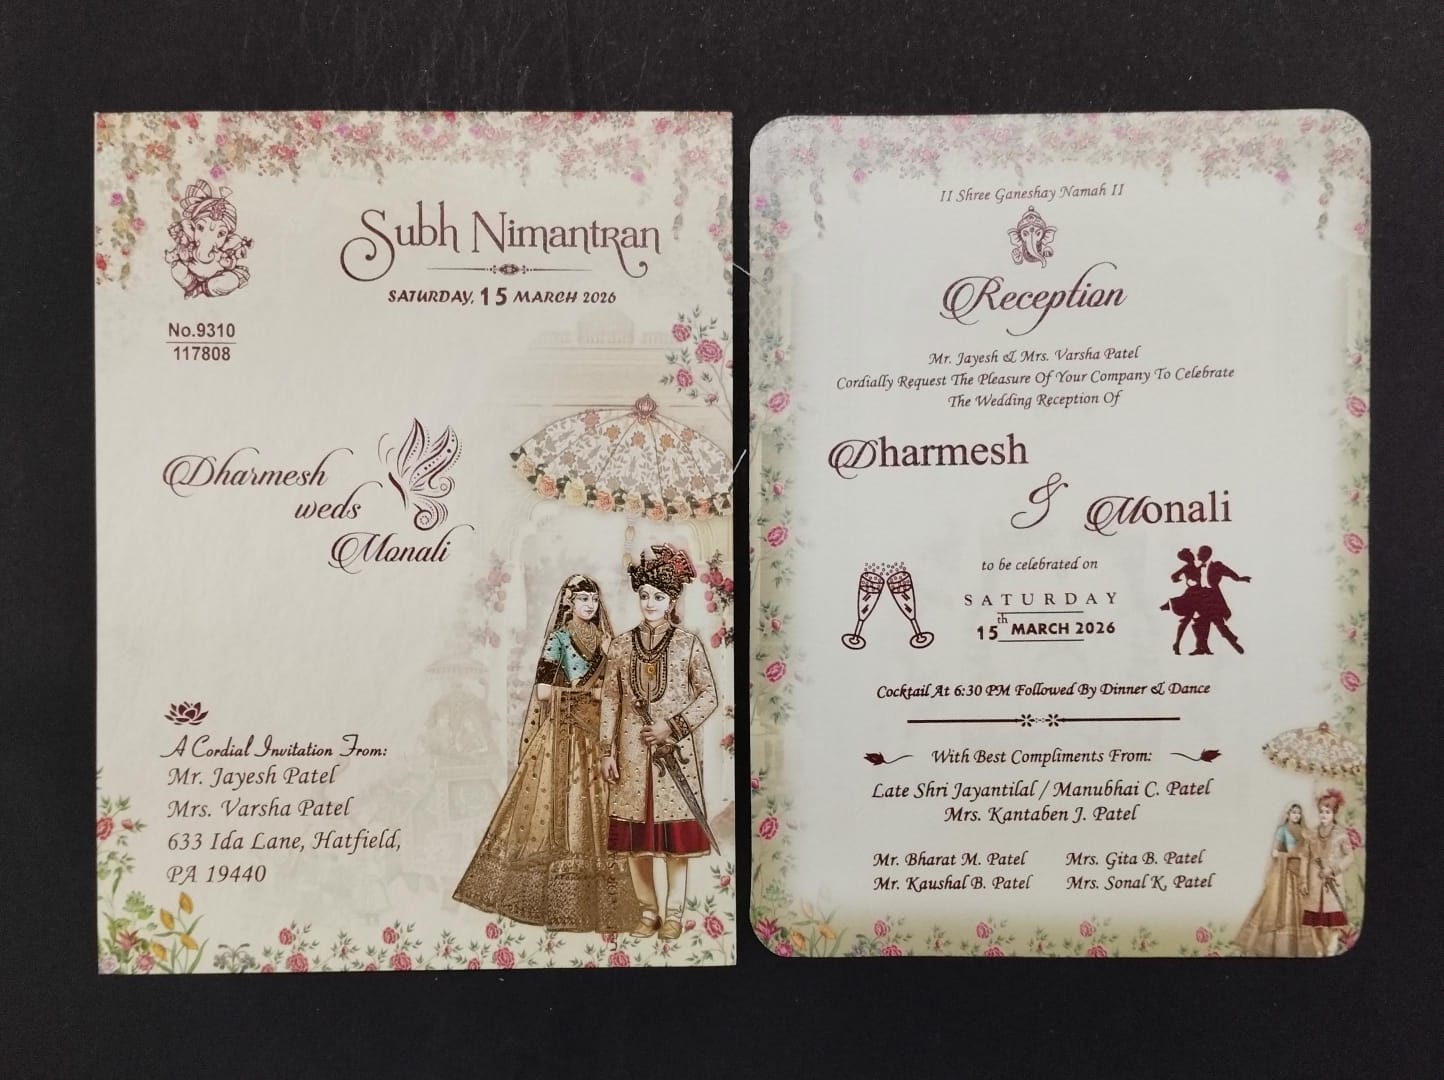 Subh Nimantran
SATURDAY, 15 MARCH 2026
No.9310
117808
Dharmesh
weds
Monali
A Cordial Invitation From:
Mr. Jayesh Patel
Mrs. Varsha Patel
633 Ida Lane, Hatfield,
PA 19440
II Shree Ganeshay Namah II
Reception
Mr. Jayesh & Mrs. Varsha Patel
Cordially Request The Pleasure Of Your Company To Celebrate
The Wedding Reception Of
Dharmesh
&
Monali
to be celebrated on
SATURDAY
15th MARCH 2026
Cocktail At 6:30 PM Followed By Dinner & Dance
With Best Compliments From:
Late Shri Jayantilal / Manubhai C. Patel
Mrs. Kantaben J. Patel
Mr. Bharat M. Patel Mrs. Gita B. Patel
Mr. Kaushal B. Patel Mrs. Sonal K. Patel